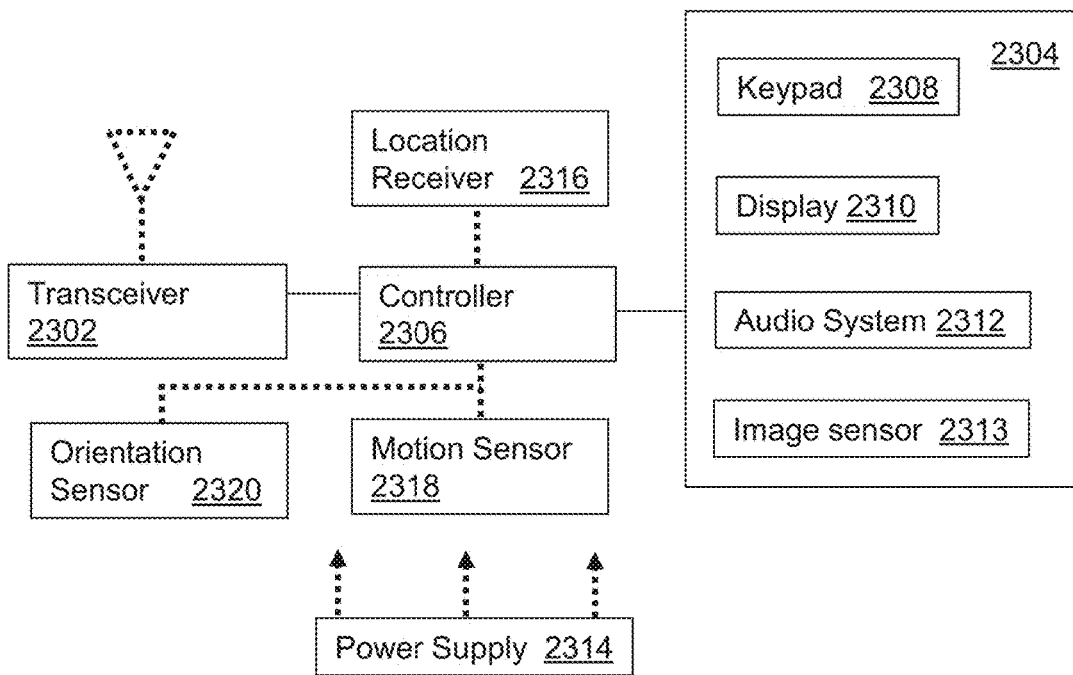 2304
Keypad 2308
Location
Receiver 2316
Display 2310
Transceiver
2302
Controller
2306
Audio System 2312
Image sensor 2313
Orientation
Sensor 2320
Motion Sensor
2318
Power Supply 2314